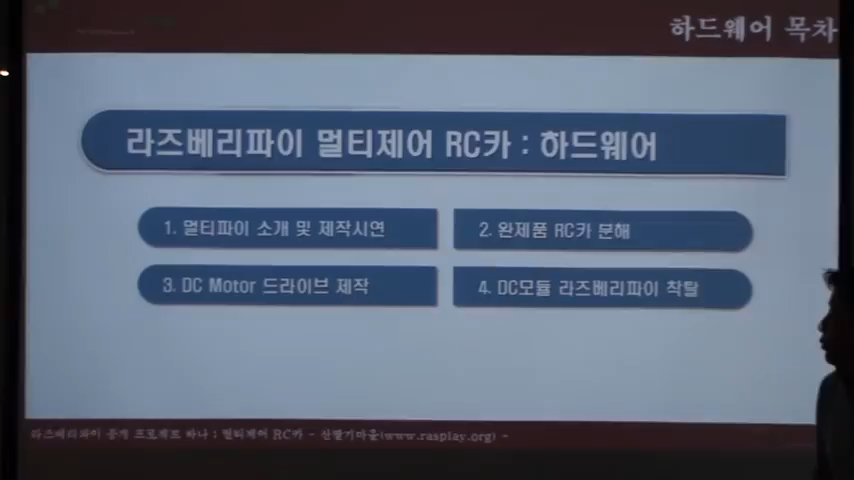 하드웨어 목차
라즈베리파이 멀티제어 RC카 : 하드웨어
1. 멀티파이 소개 및 제작시연
2. 완제품 RC카 분해
3. DC Motor 드라이브 제작
4. DC모듈 라즈베리파이 착탈
라즈베리파이 공개 프로젝트 하나 : 멀티제어 RC카 - 산딸기마을(www.rasplay.org) -